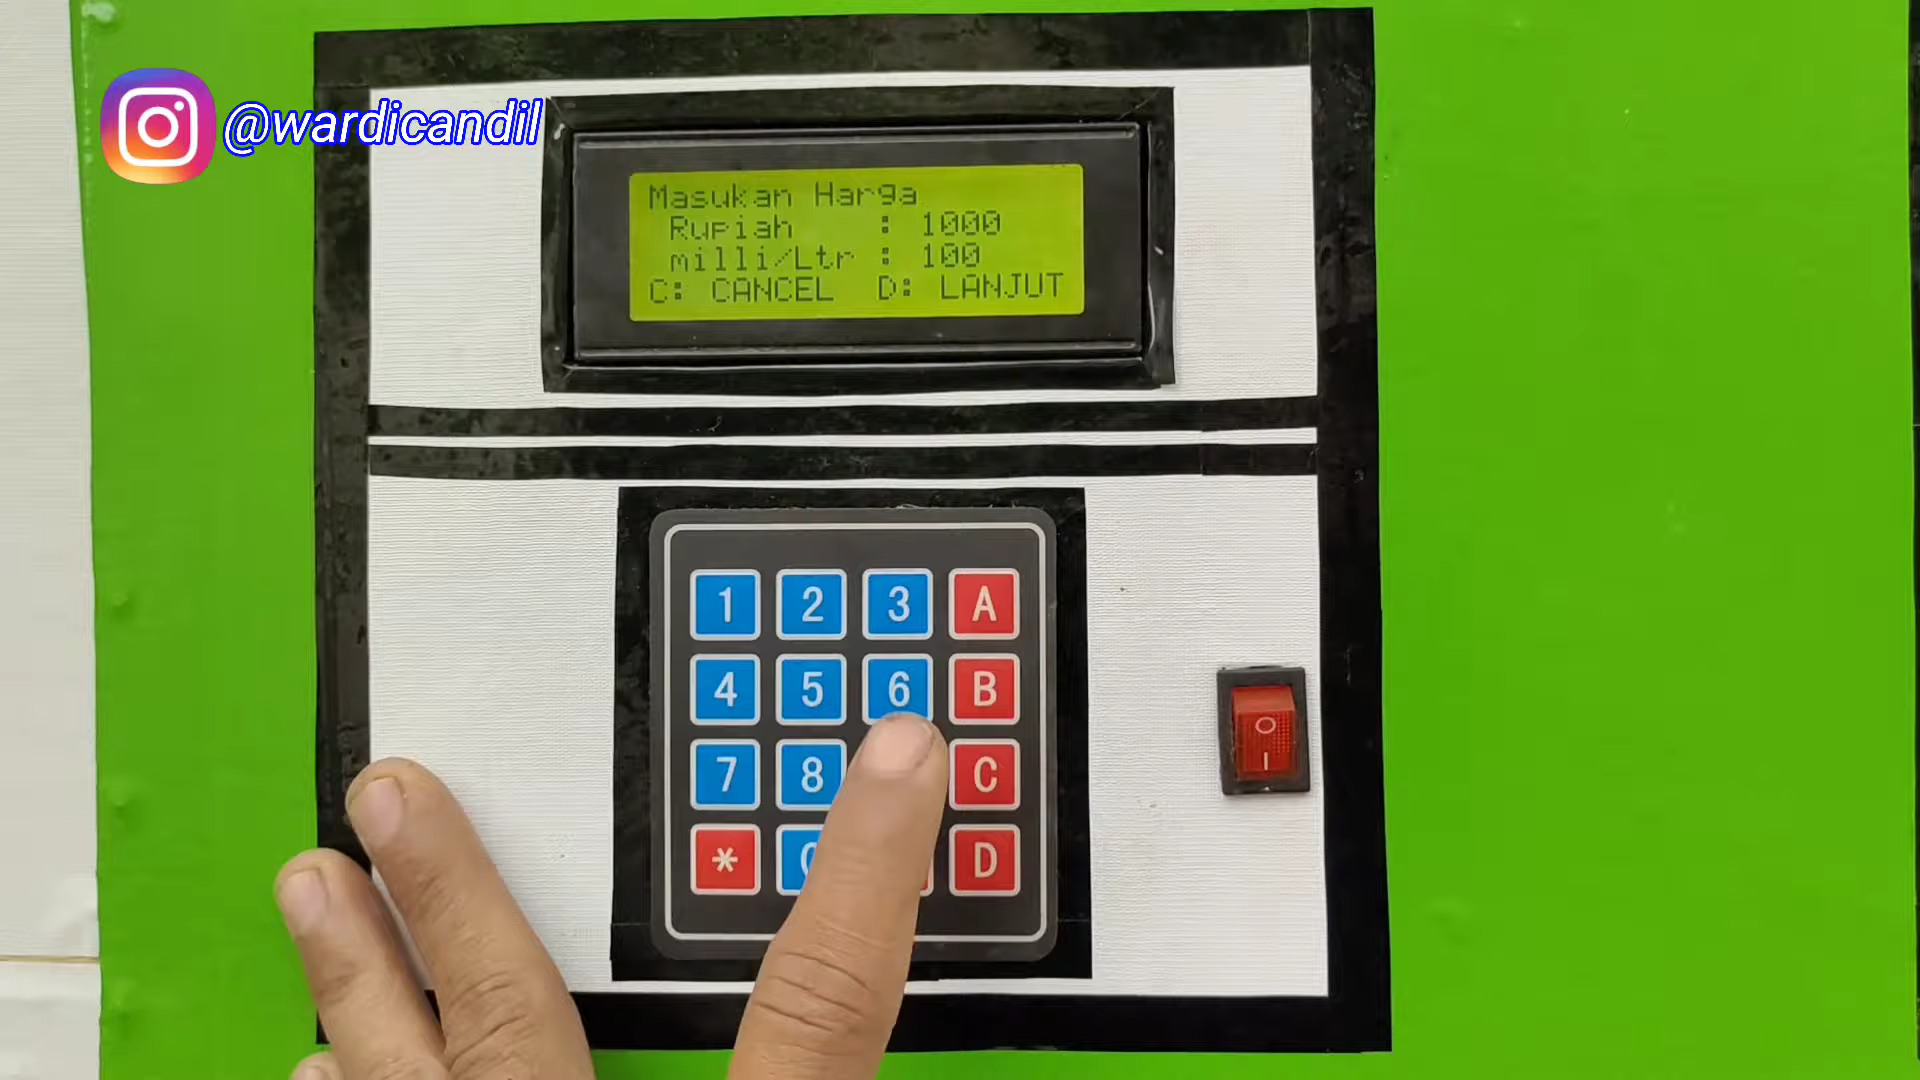 @wardicandil
Masukan Harga
Rupiah : 1000
milli/Ltr : 100
C: CANCEL D: LANJUT
1 2 3 A
4 5 6 B
7 8 C
* D